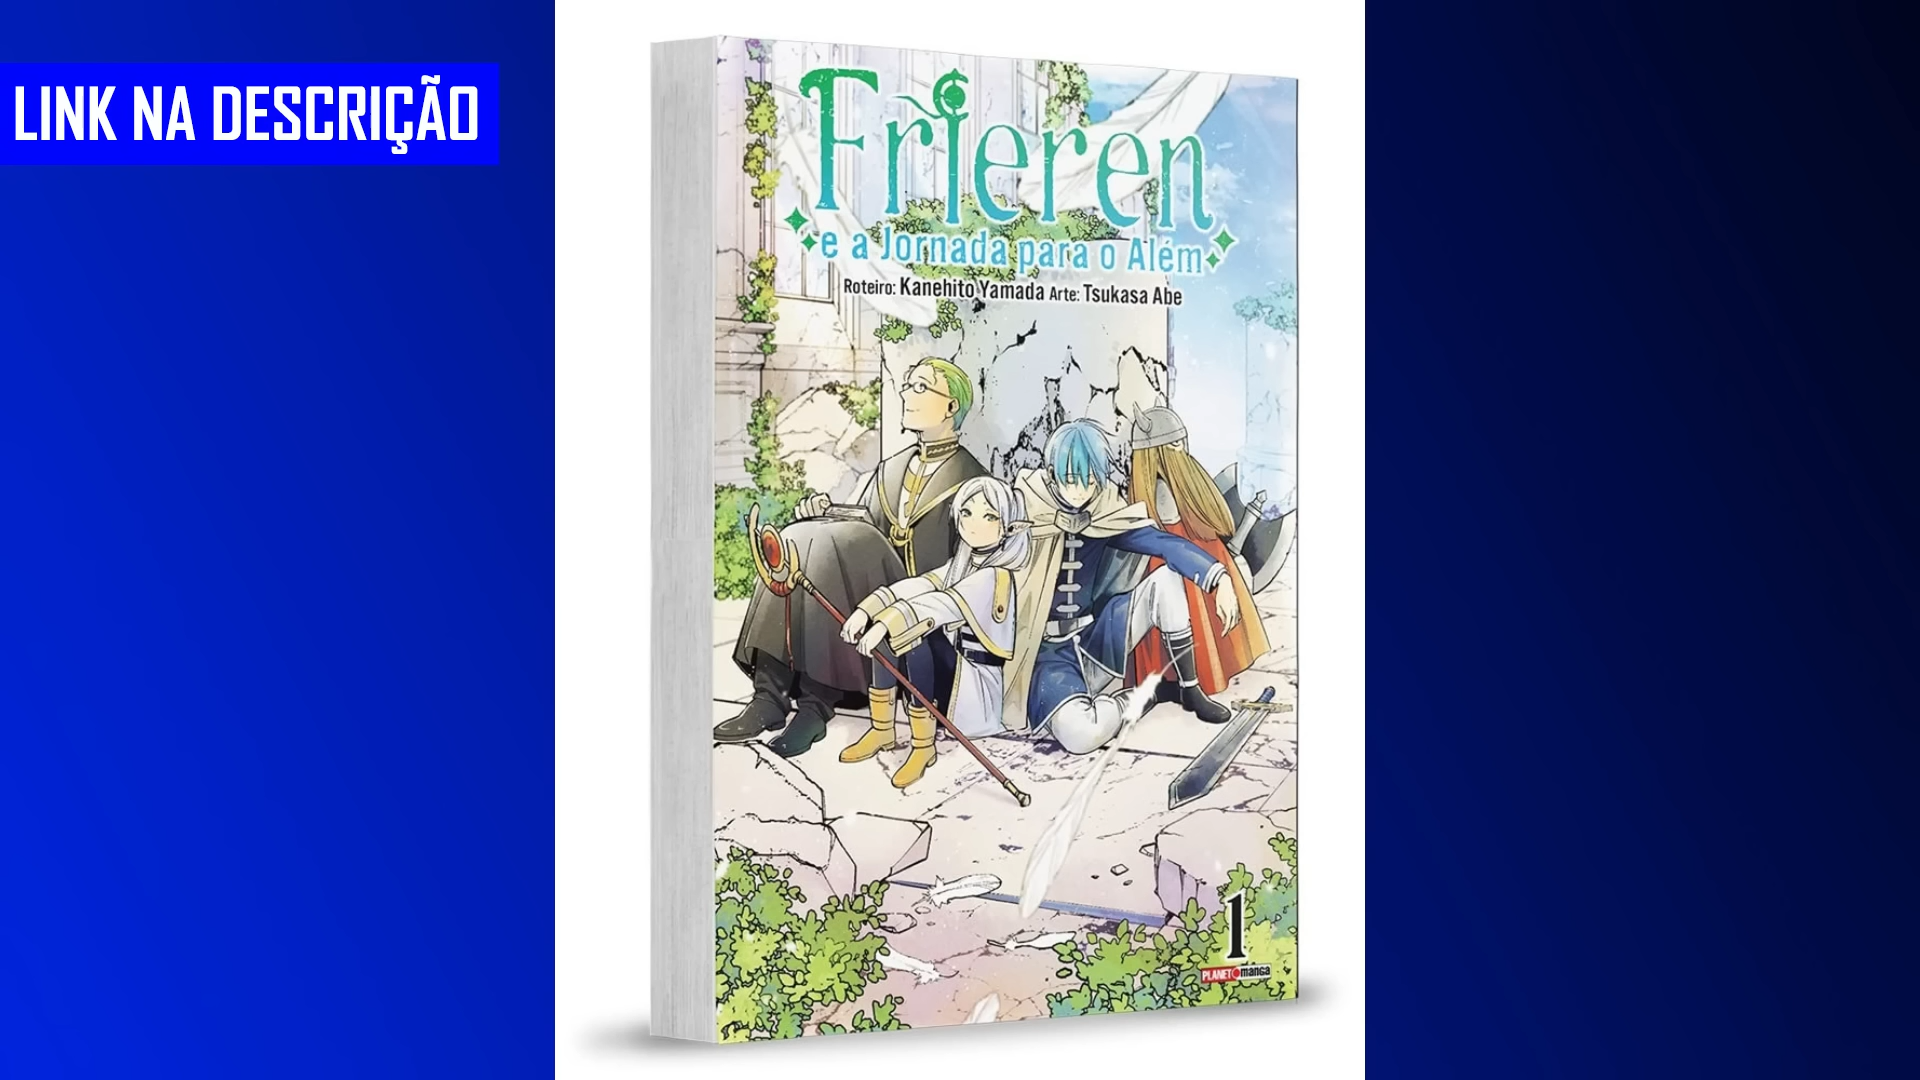 LINK NA DESCRIÇÃO
Frieren
e a Jornada para o Além
Roteiro: Kanehito Yamada Arte: Tsukasa Abe
1
PLANET manga